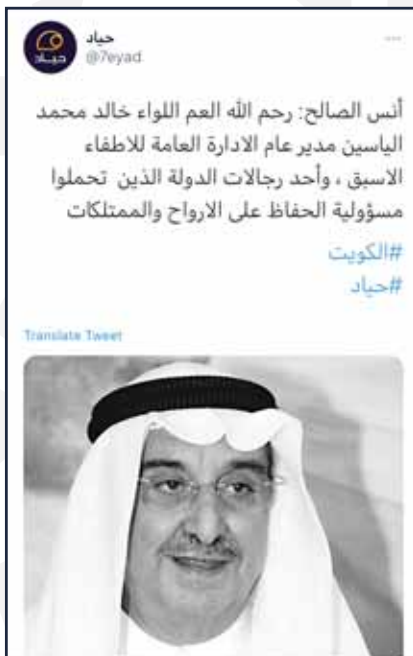 حياد
@7eyad
حيـاد
أنس الصالح: رحم الله العم اللواء خالد محمد
الياسين مدير عام الادارة العامة للاطفاء
الاسبق ، وأحد رجالات الدولة الذين تحملوا
مسؤولية الحفاظ على الارواح والممتلكات
#الكويت
#حياد
Translate Tweet